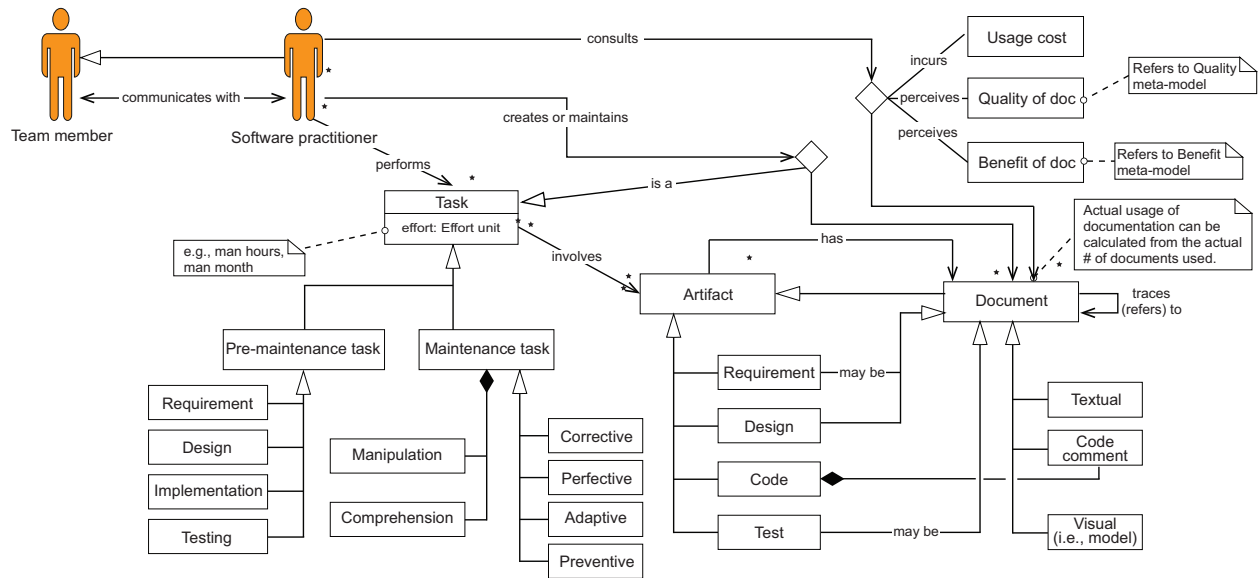 consults
Usage cost
incurs
Refers to Quality
meta-model
communicates with
perceives
Quality of doc
Team member
Software practitioner
creates or maintains
perceives
Benefit of doc
Refers to Benefit
meta-model
performs
is a
Task
effort: Effort unit
Actual usage of
documentation can be
calculated from the actual
# of documents used.
e.g., man hours,
man month
involves
has
Artifact
Document
traces
(refers) to
Pre-maintenance task
Maintenance task
Requirement
may be
Requirement
Textual
Design
Design
Corrective
Code
comment
Manipulation
Implementation
Perfective
Code
Comprehension
Adaptive
Testing
Test
may be
Visual
(i.e., model)
Preventive